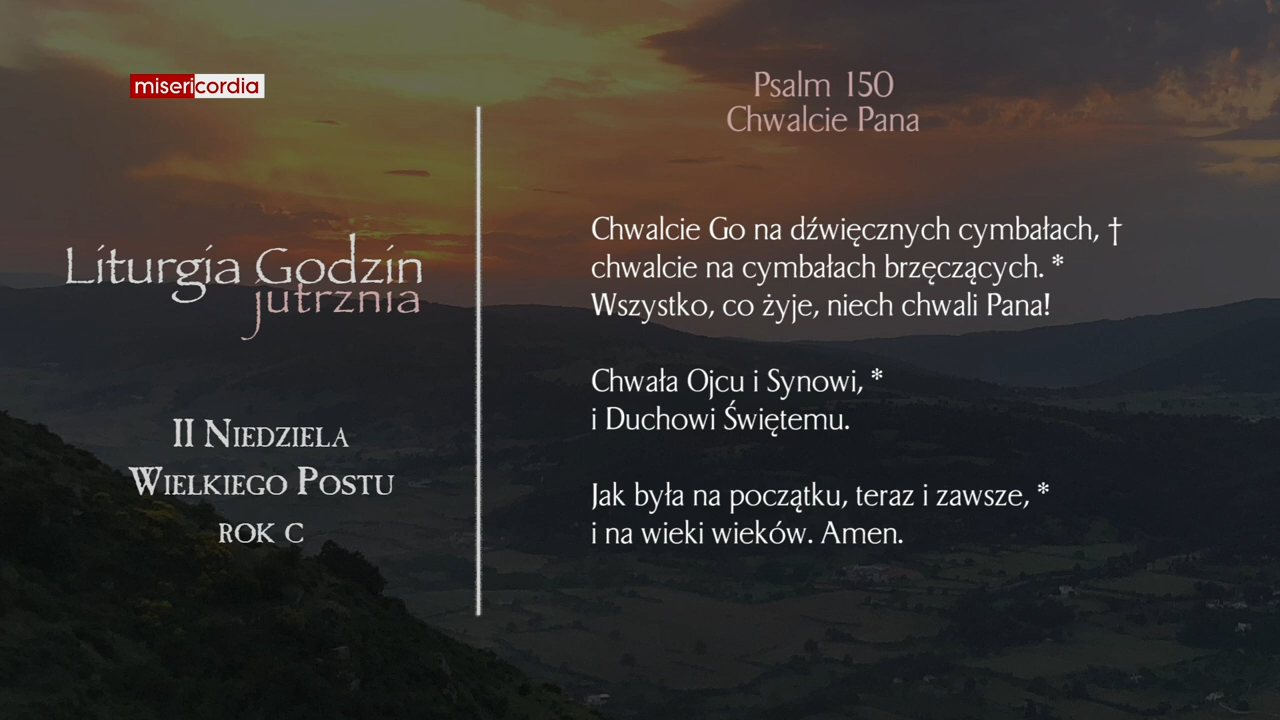 misericordia
Liturgia Godzin
jutrznia
II Niedziela
Wielkiego Postu
rok C
Psalm 150
Chwalcie Pana
Chwalcie Go na dźwięcznych cymbałach, †
chwalcie na cymbałach brzęczących. *
Wszystko, co żyje, niech chwali Pana!
Chwała Ojcu i Synowi, *
i Duchowi Świętemu.
Jak była na początku, teraz i zawsze, *
i na wieki wieków. Amen.